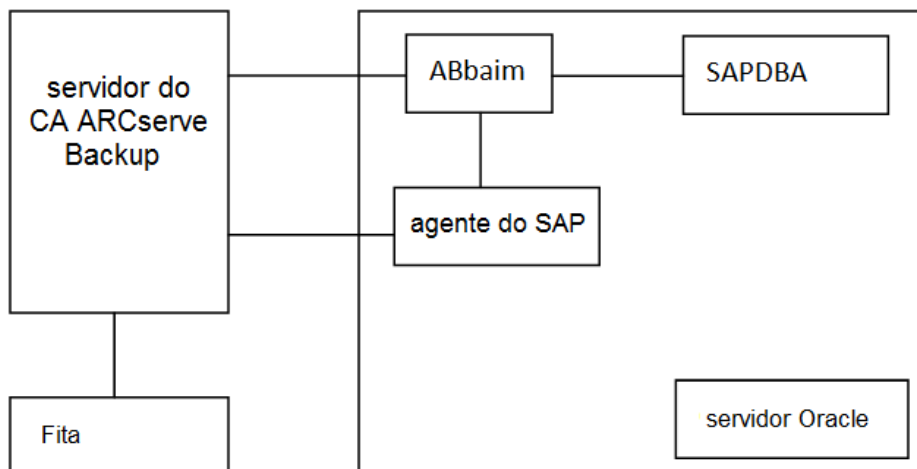 servidor do
CA ARCserve
Backup
ABbaim
SAPDBA
agente do SAP
Fita
servidor Oracle